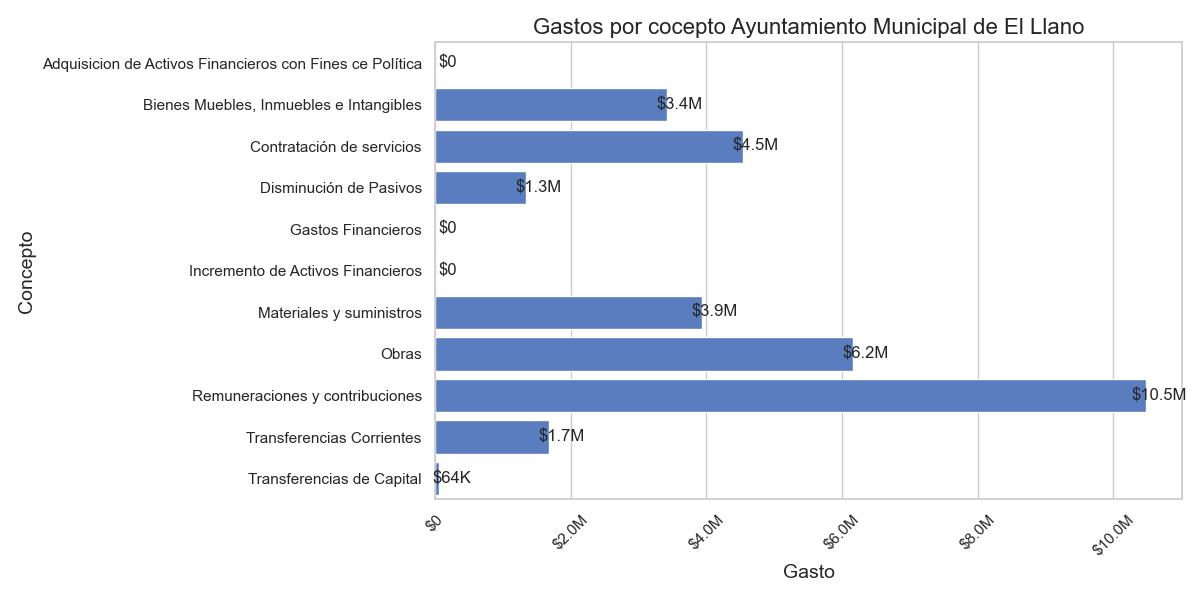 Gastos por cocepto Ayuntamiento Municipal de El Llano
Adquisicion de Activos Financieros con Fines ce Política $0
Bienes Muebles, Inmuebles e Intangibles $3.4M
Contratación de servicios $4.5M
Disminución de Pasivos $1.3M
Gastos Financieros $0
Incremento de Activos Financieros $0
Materiales y suministros $3.9M
Obras $6.2M
Remuneraciones y contribuciones $10.5M
Transferencias Corrientes $1.7M
Transferencias de Capital $64K
Concepto
$0 $2.0M $4.0M $6.0M $8.0M $10.0M
Gasto